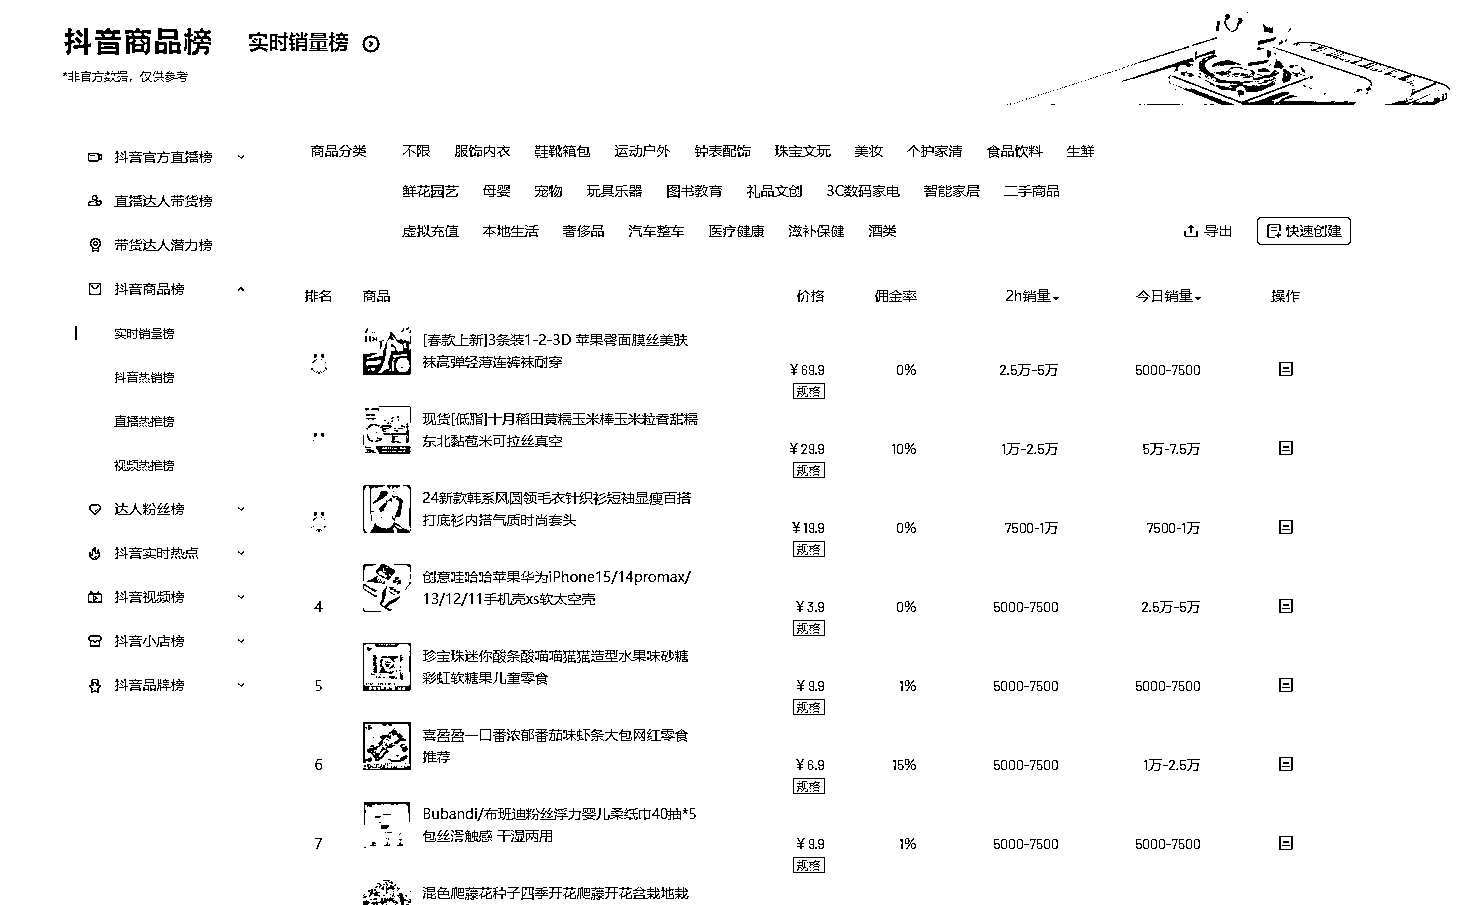 抖音商品榜 实时销量榜
*非官方数据，仅供参考
抖音官方直播榜
直播达人带货榜
带货达人潜力榜
抖音商品榜
实时销量榜
抖音热销榜
直播热推榜
视频热推榜
达人粉丝榜
抖音实时热点
抖音视频榜
抖音小店榜
抖音品牌榜
商品分类 不限 服饰内衣 鞋靴箱包 运动户外 钟表配饰 珠宝文玩 美妆 个护家清 食品饮料 生鲜
鲜花园艺 母婴 宠物 玩具乐器 图书教育 礼品文创 3C数码家电 智能家居 二手商品
虚拟充值 本地生活 奢侈品 汽车整车 医疗健康 滋补保健 酒类
导出 快速创建
排名 商品 价格 佣金率 2h销量 今日销量 操作
[春款上新]3条装1-2-3D 苹果臀面膜丝美肤
袜高弹轻薄连裤袜耐穿
¥69.9 0% 2.5万-5万 5000-7500
规格
现货[低脂]十月稻田黄糯玉米棒玉米粒香甜糯
东北黏苞米可拉丝真空
¥29.9 10% 1万-2.5万 5万-7.5万
规格
24新款韩系风圆领毛衣针织衫短袖显瘦百搭
打底衫内搭气质时尚套头
¥19.9 0% 7500-1万 7500-1万
规格
创意哇哈哈苹果华为iPhone15/14promax/
13/12/11手机壳xs软太空壳
4 ¥3.9 0% 5000-7500 2.5万-5万
规格
珍宝珠迷你酸条酸喵喵猫猫造型水果味砂糖
彩虹软糖果儿童零食
5 ¥9.9 1% 5000-7500 5000-7500
规格
喜盈盈一口番浓郁番茄味虾条大包网红零食
推荐
6 ¥6.9 15% 5000-7500 1万-2.5万
规格
Bubandi/布班迪粉丝浮力婴儿柔纸巾40抽*5
包丝滑触感 干湿两用
7 ¥9.9 1% 5000-7500 5000-7500
规格
混色爬藤花种子四季开花爬藤开花盆栽地栽